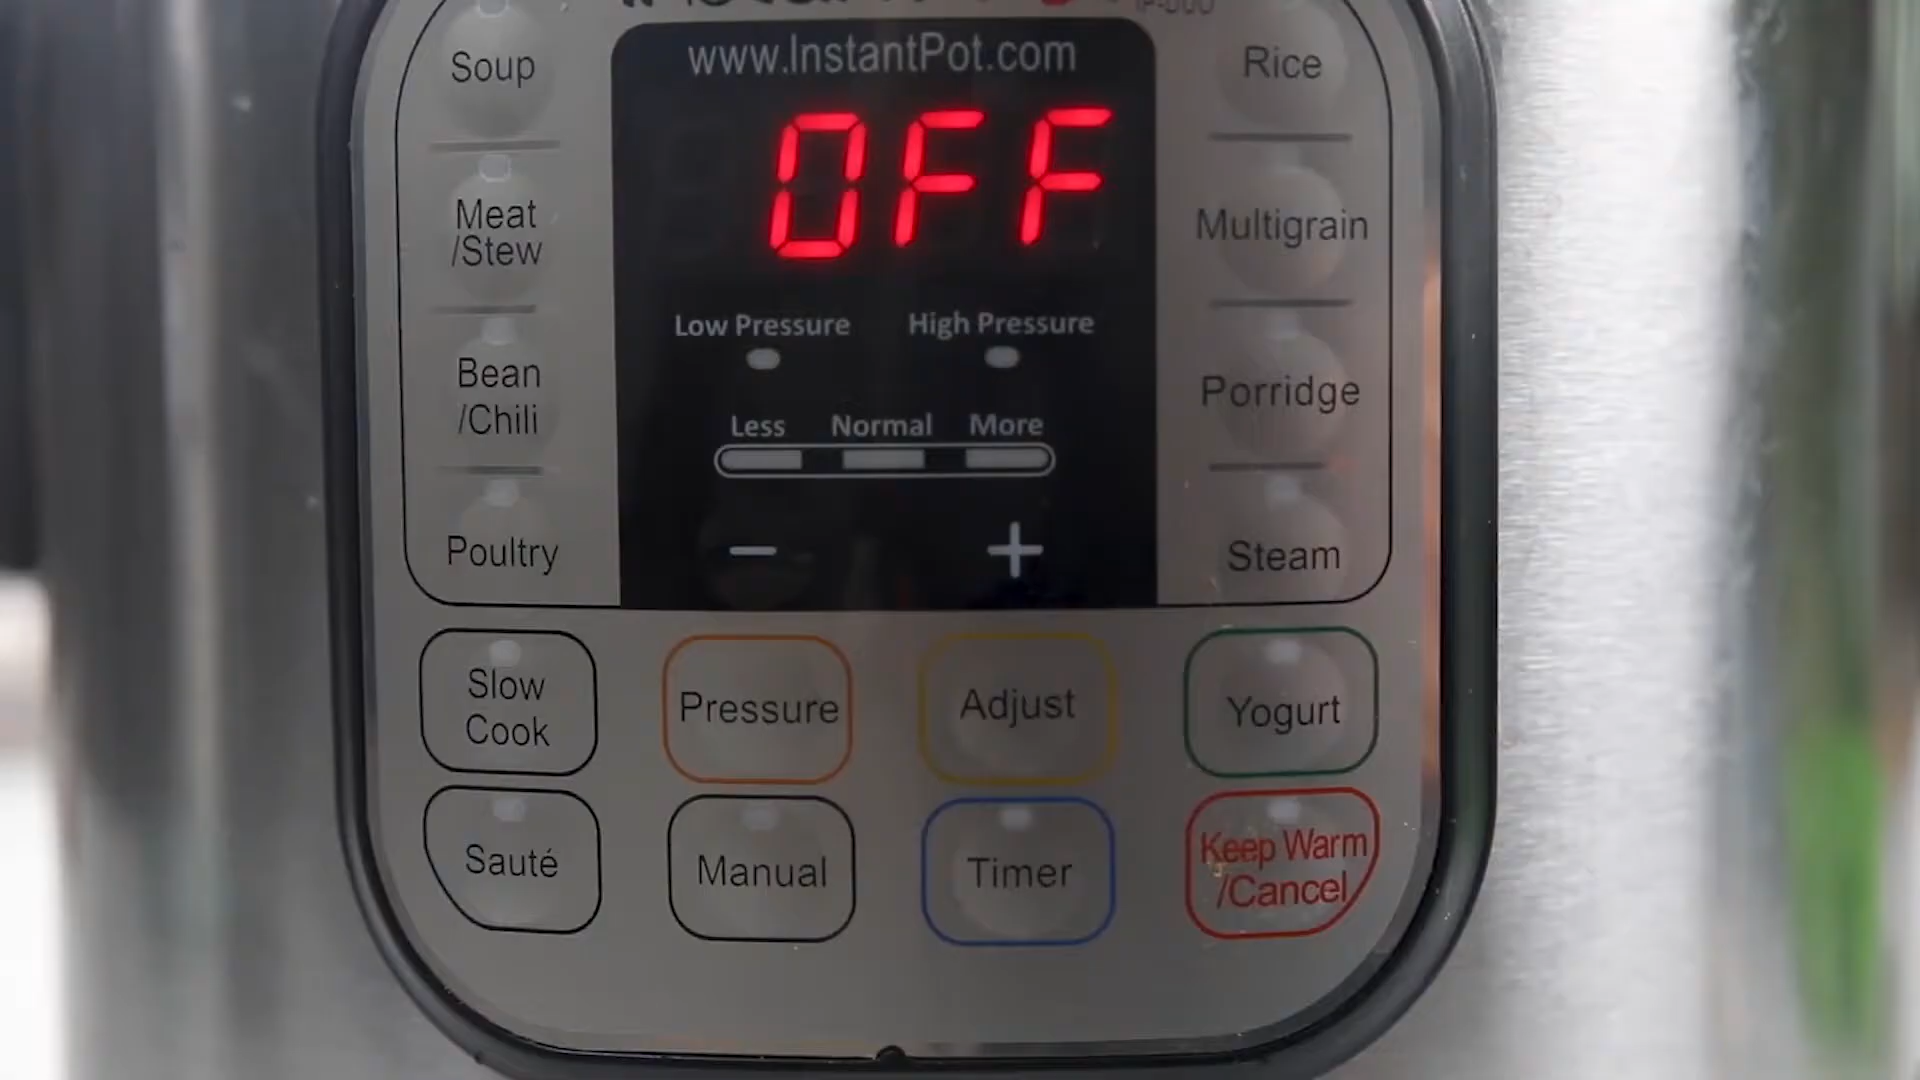 www.InstantPot.com
OFF
Low Pressure
High Pressure
Less
Normal
More
−
+
Soup
Meat
/Stew
Bean
/Chili
Poultry
Rice
Multigrain
Porridge
Steam
Slow
Cook
Pressure
Adjust
Yogurt
Sauté
Manual
Timer
Keep Warm
/Cancel